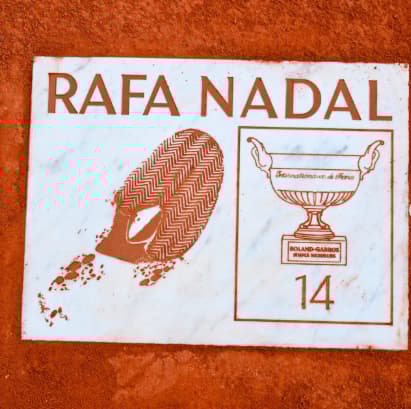 RAFA NADAL
Internationaux de France
ROLAND-GARROS
SIMPLE MESSIEURS
14